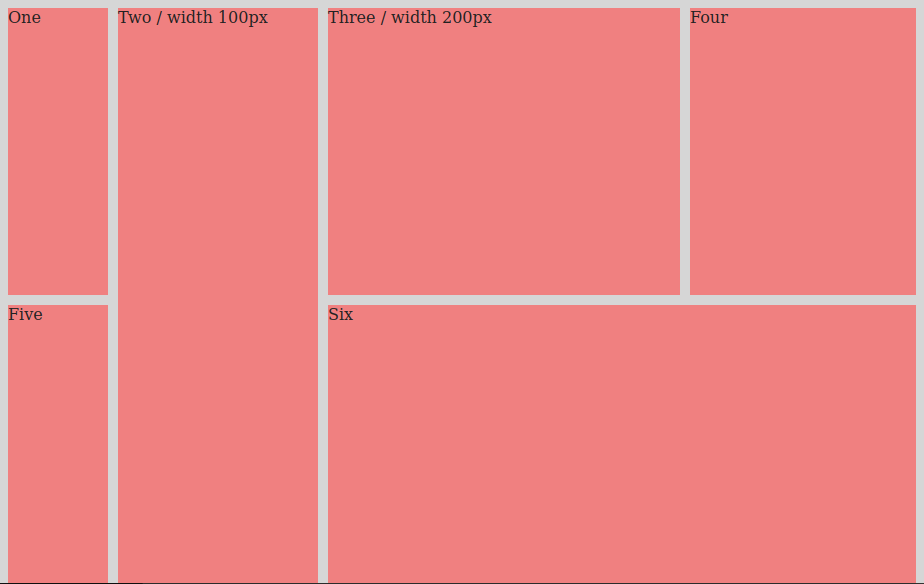 One
Two / width 100px
Three / width 200px
Four
Five
Six